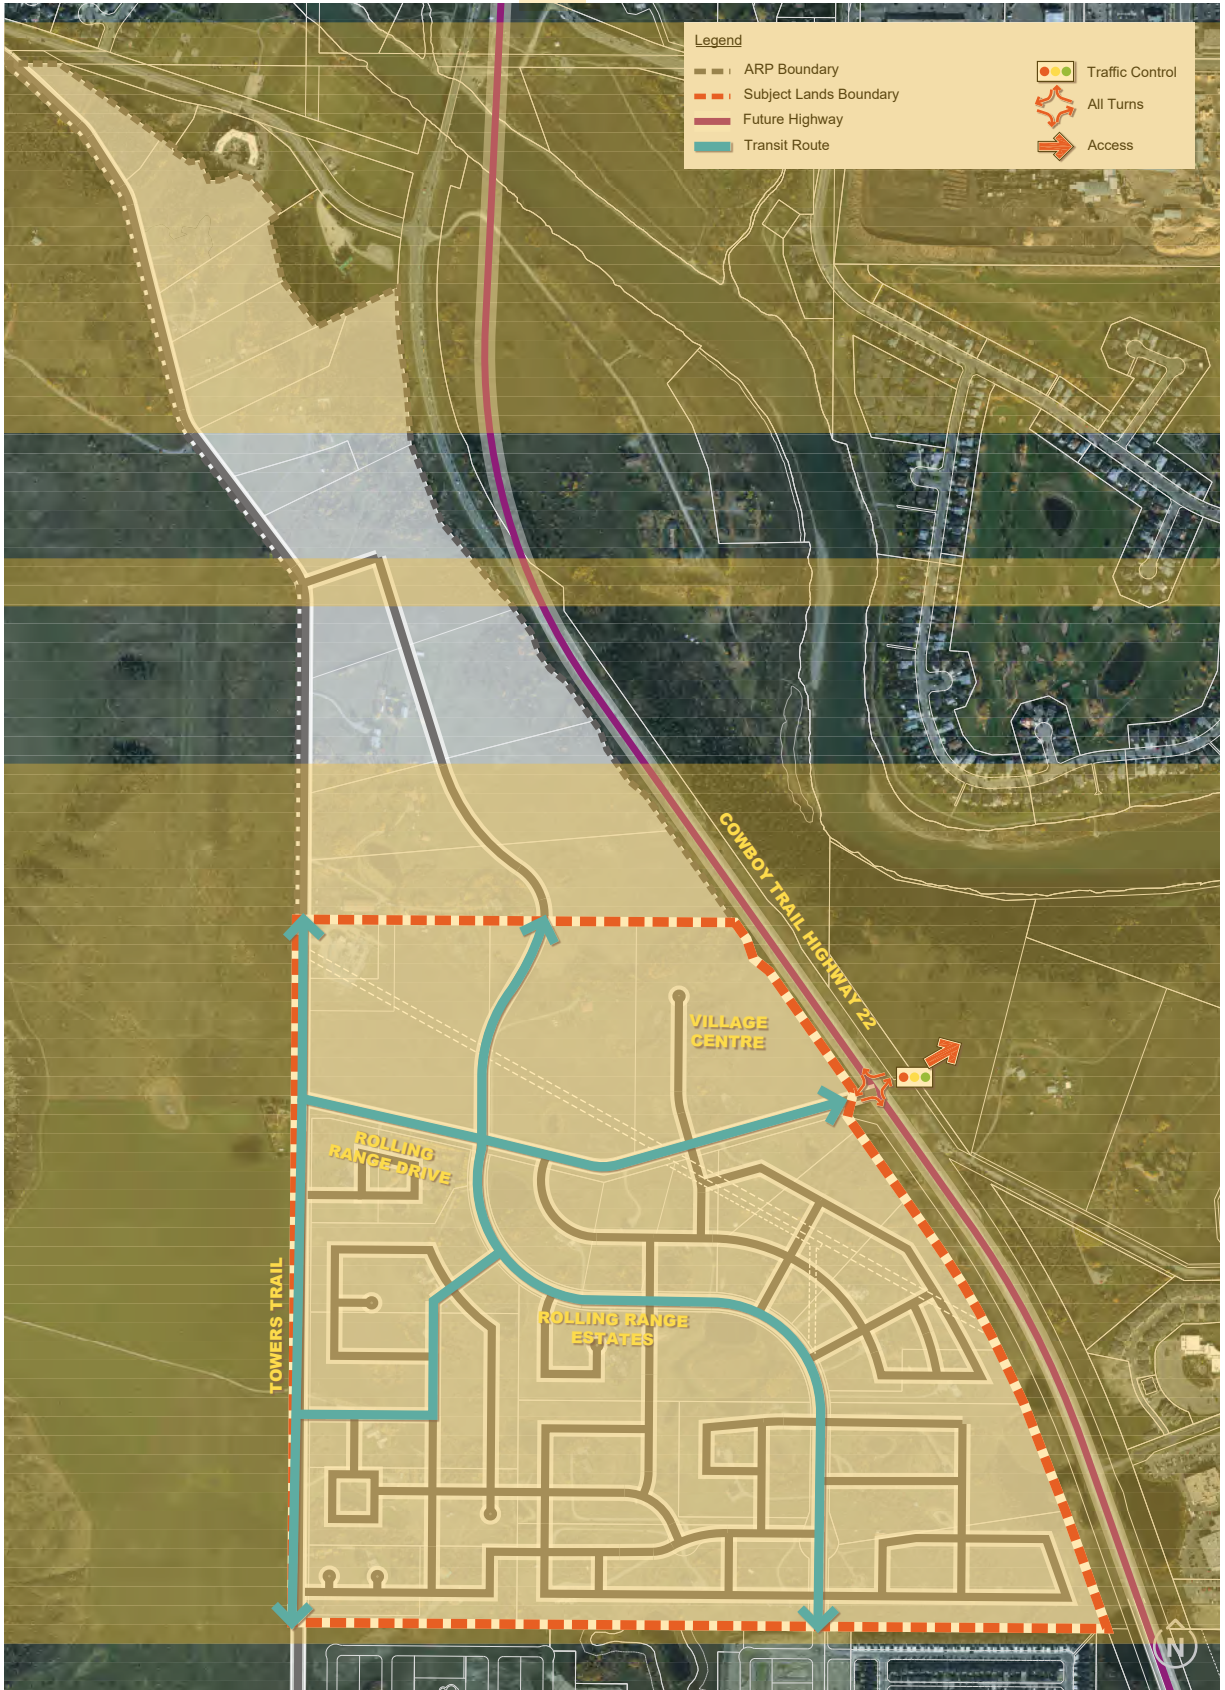 Legend
ARP Boundary
Subject Lands Boundary
Future Highway
Transit Route
Traffic Control
All Turns
Access
COWBOY TRAIL HIGHWAY 22
VILLAGE
CENTRE
ROLLING
RANGE DRIVE
TOWERS TRAIL
ROLLING RANGE
ESTATES
N